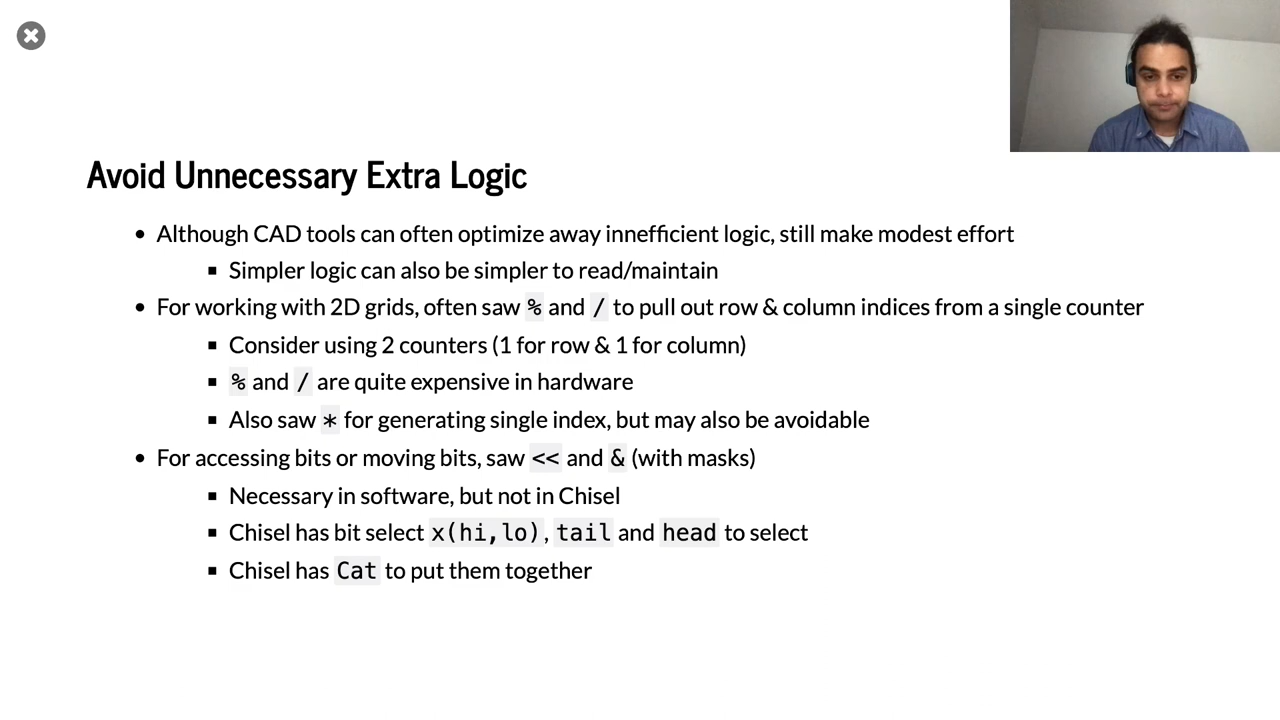 Avoid Unnecessary Extra Logic
• Although CAD tools can often optimize away innefficient logic, still make modest effort
▪ Simpler logic can also be simpler to read/maintain
• For working with 2D grids, often saw % and / to pull out row & column indices from a single counter
▪ Consider using 2 counters (1 for row & 1 for column)
▪ % and / are quite expensive in hardware
▪ Also saw * for generating single index, but may also be avoidable
• For accessing bits or moving bits, saw << and & (with masks)
▪ Necessary in software, but not in Chisel
▪ Chisel has bit select x(hi,lo), tail and head to select
▪ Chisel has Cat to put them together